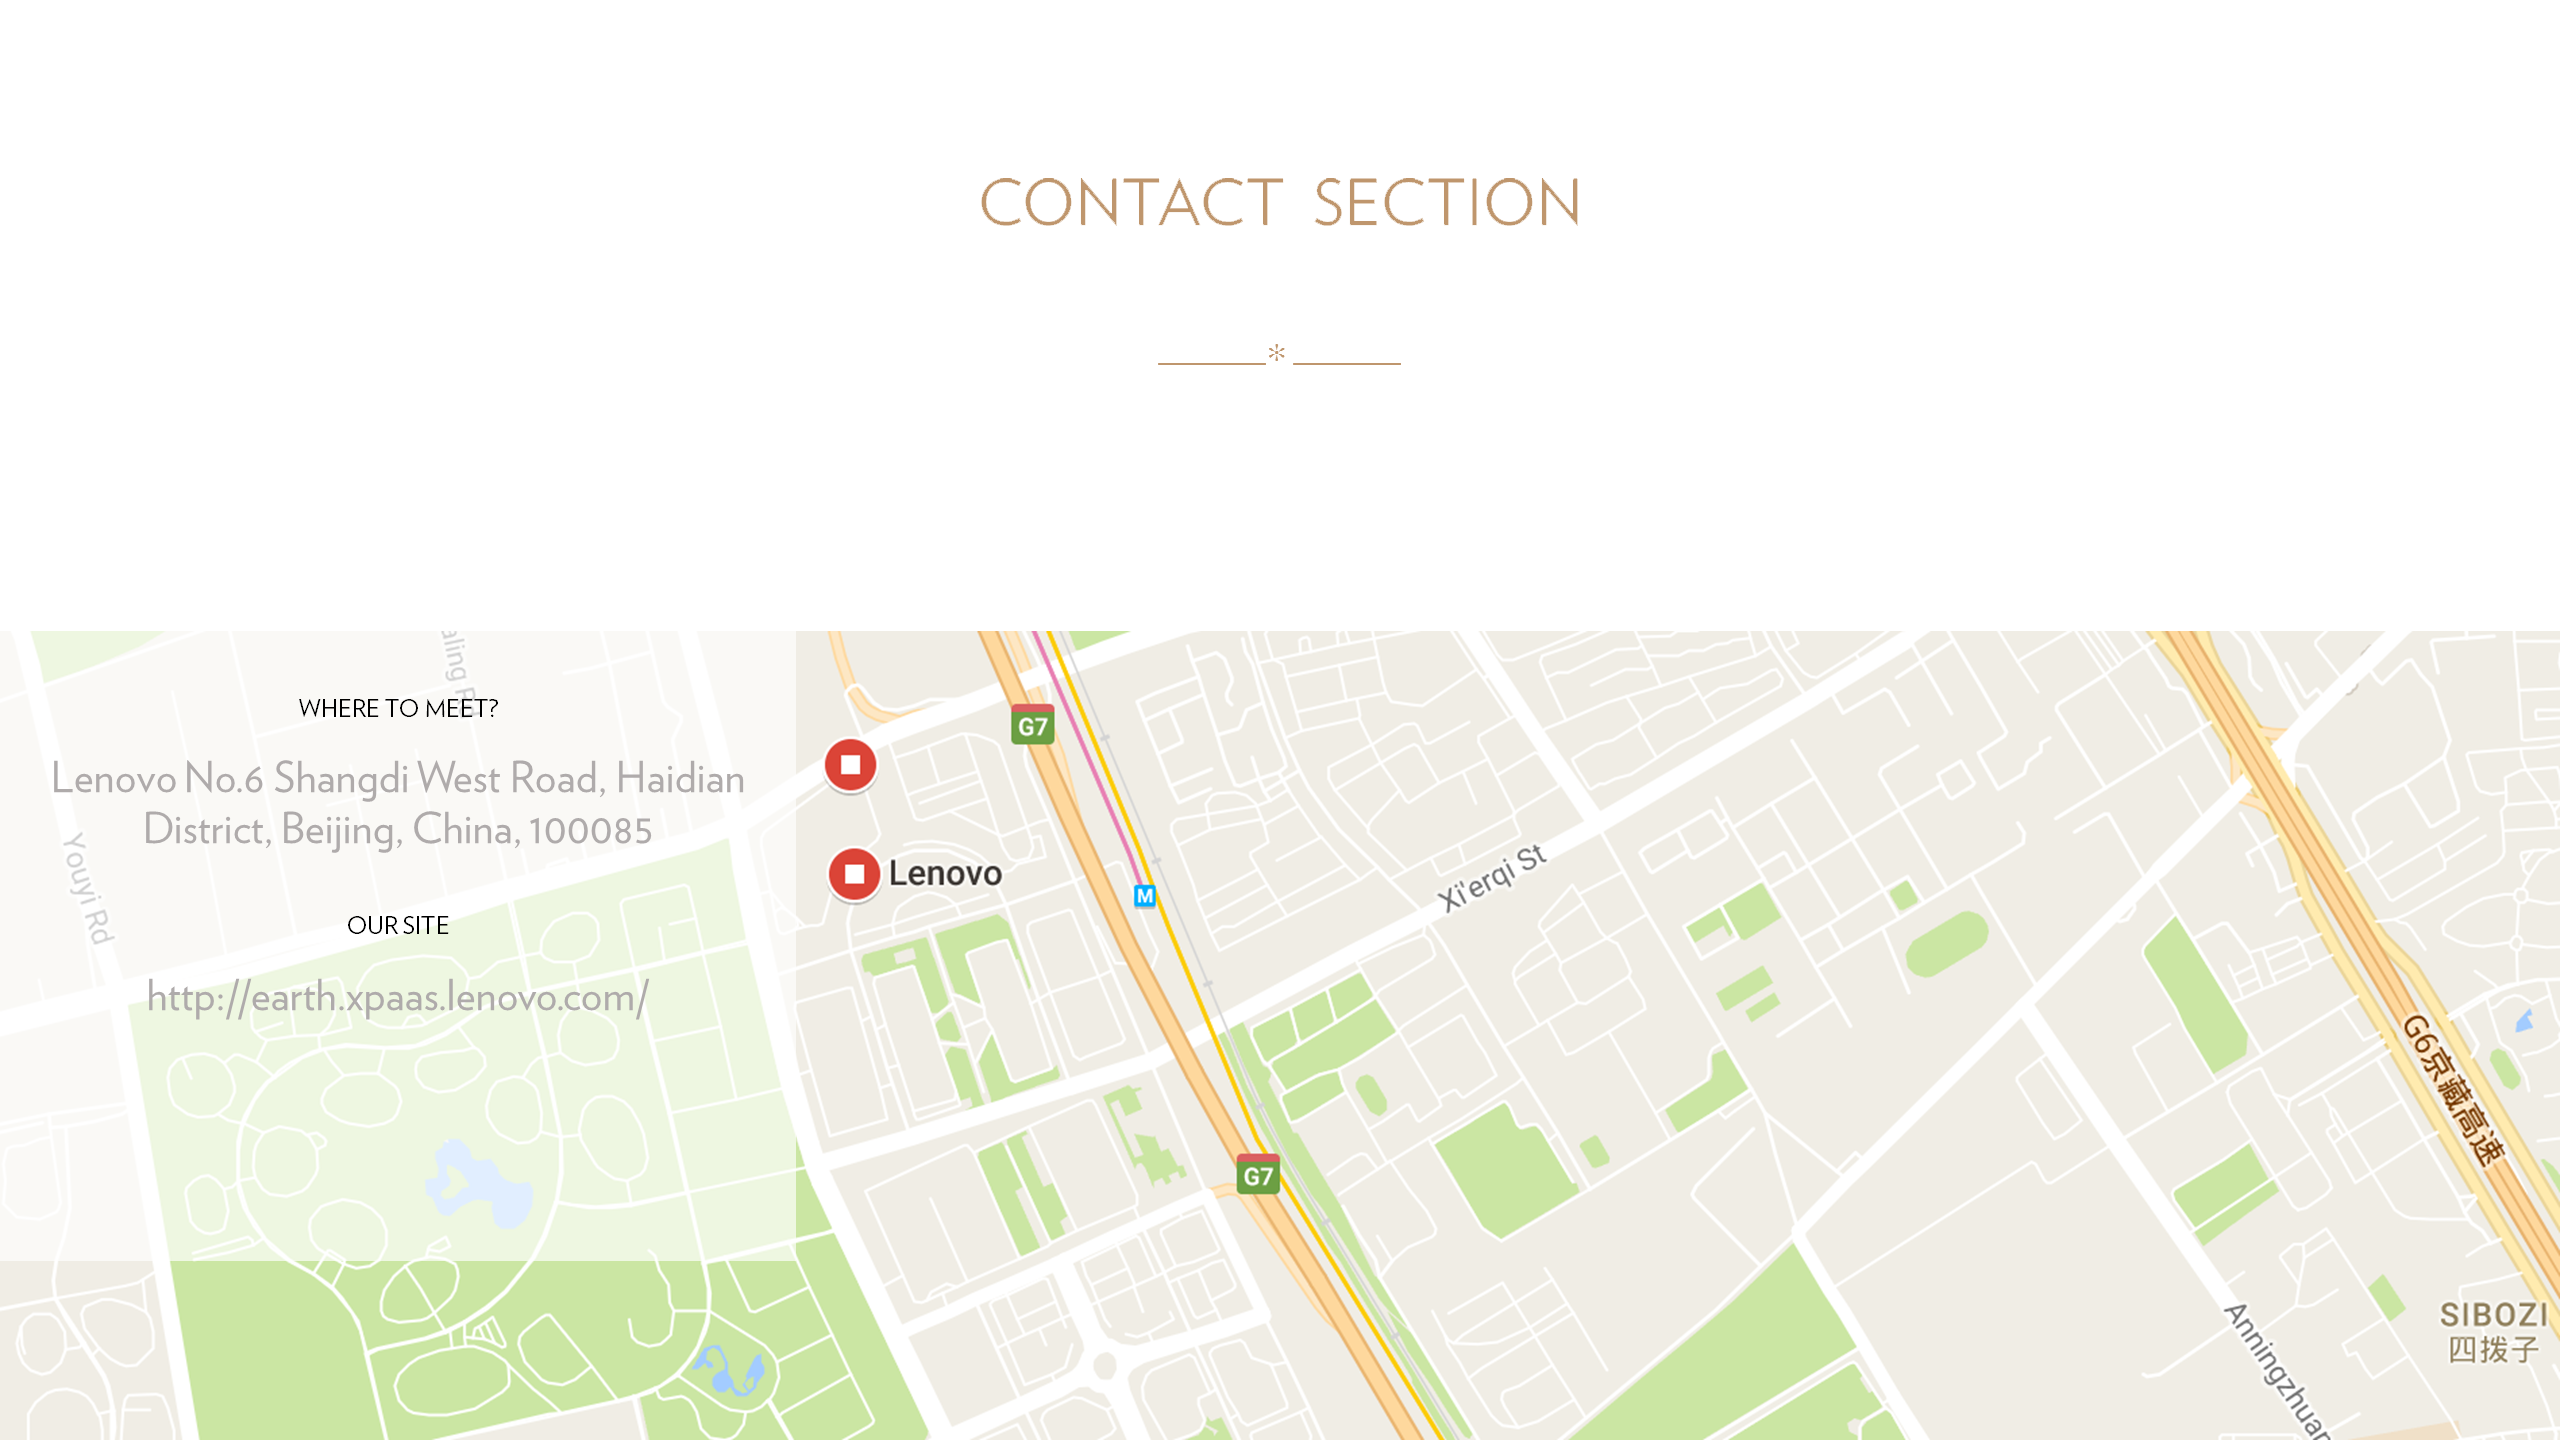 CONTACT SECTION
*
WHERE TO MEET?
Lenovo No.6 Shangdi West Road, Haidian
District, Beijing, China, 100085
OUR SITE
http://earth.xpaas.lenovo.com/
Youyi Rd
G7
Lenovo
M
Xi'erqi St
G7
G6京藏高速
SIBOZI
四拨子